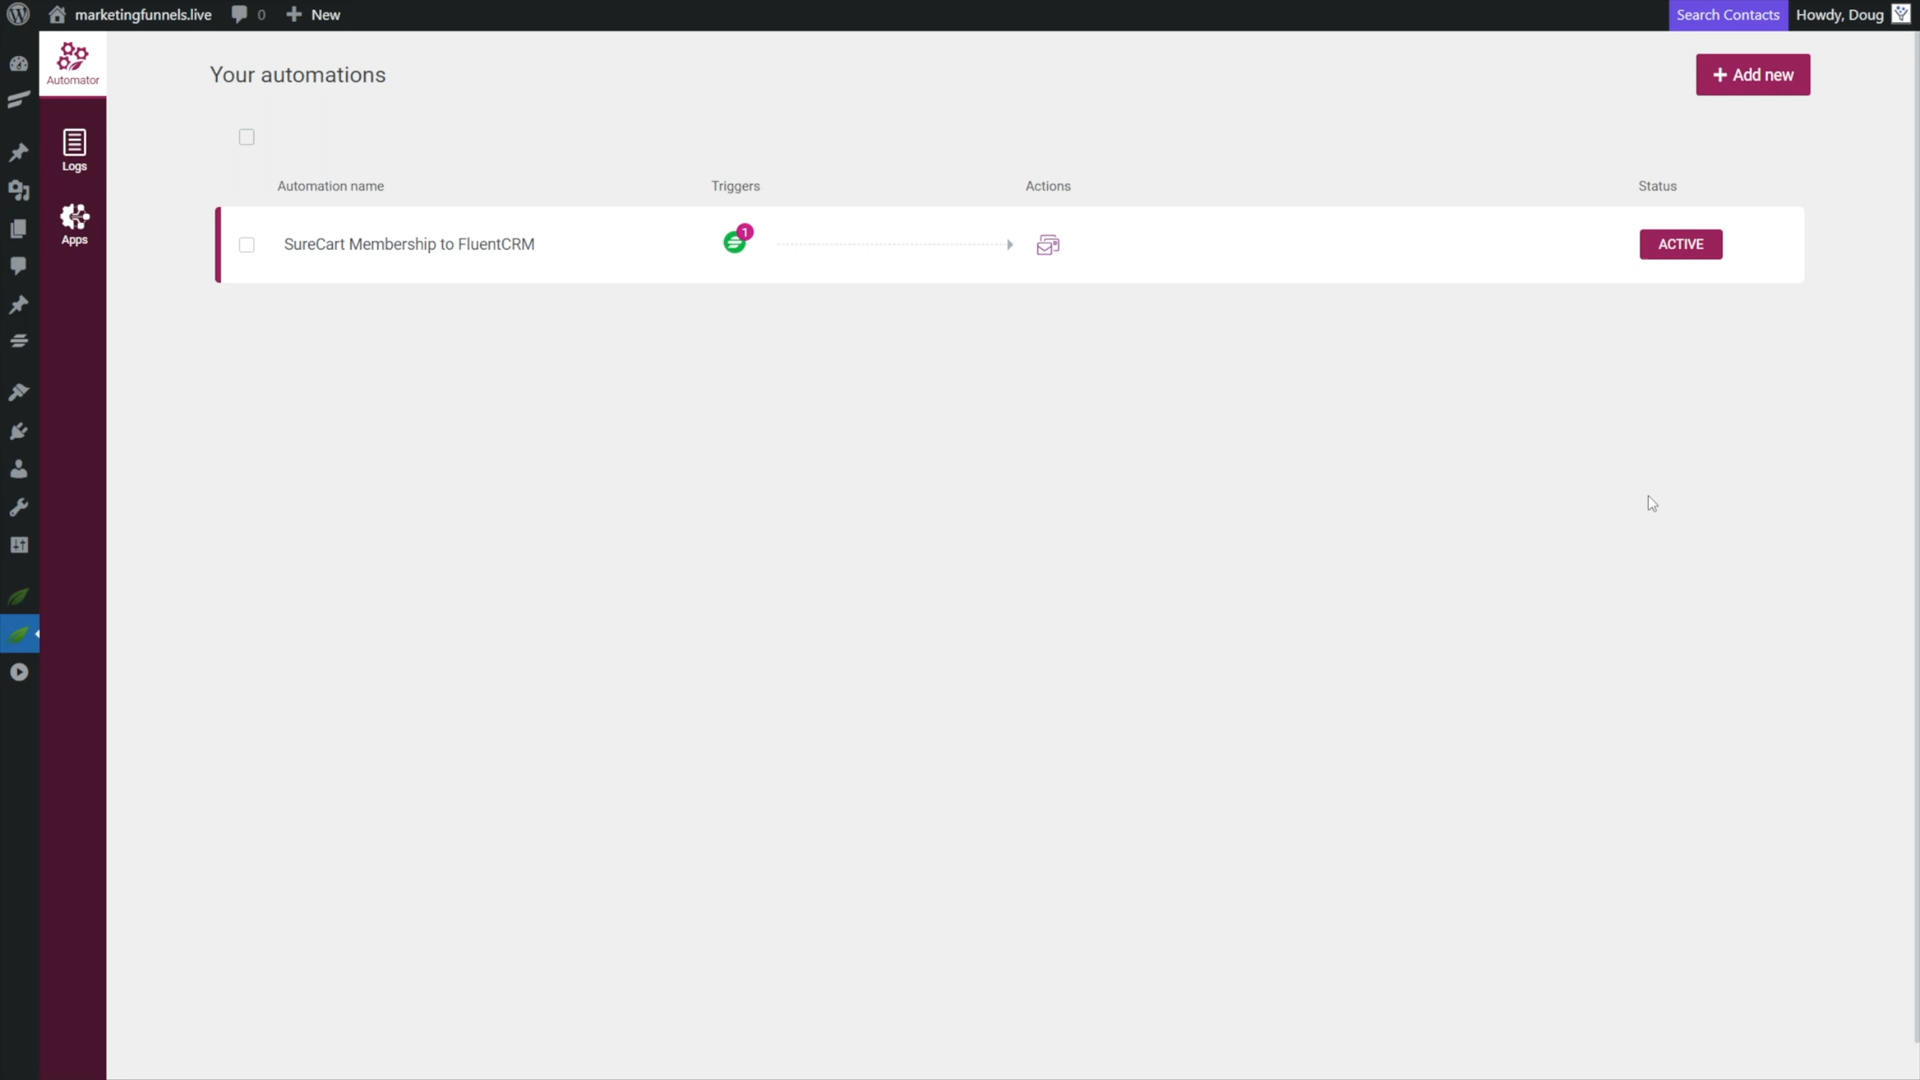 marketingfunnels.live 0 New Search Contacts Howdy, Doug
Automator
Your automations
+ Add new
Logs
Apps
Automation name Triggers Actions Status
SureCart Membership to FluentCRM 1 ACTIVE